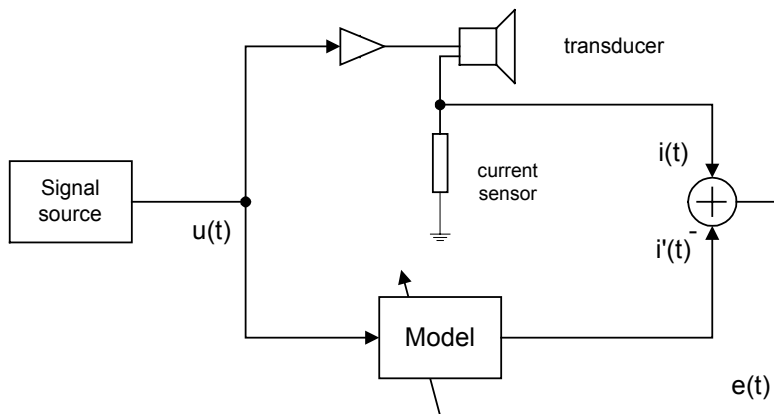 transducer
i(t)
current
sensor
Signal
source
u(t)
-
i'(t)
Model
e(t)